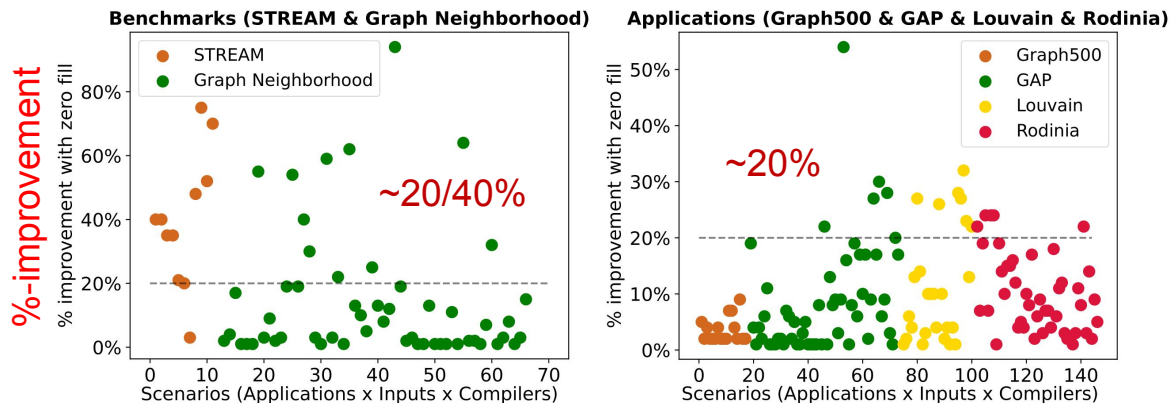 %-improvement
Benchmarks (STREAM & Graph Neighborhood)
% improvement with zero fill
80%
60%
40%
20%
0%
STREAM
Graph Neighborhood
~20/40%
0 10 20 30 40 50 60 70
Scenarios (Applications x Inputs x Compilers)
Applications (Graph500 & GAP & Louvain & Rodinia)
% improvement with zero fill
50%
40%
30%
20%
10%
0%
Graph500
GAP
Louvain
Rodinia
~20%
0 20 40 60 80 100 120 140
Scenarios (Applications x Inputs x Compilers)